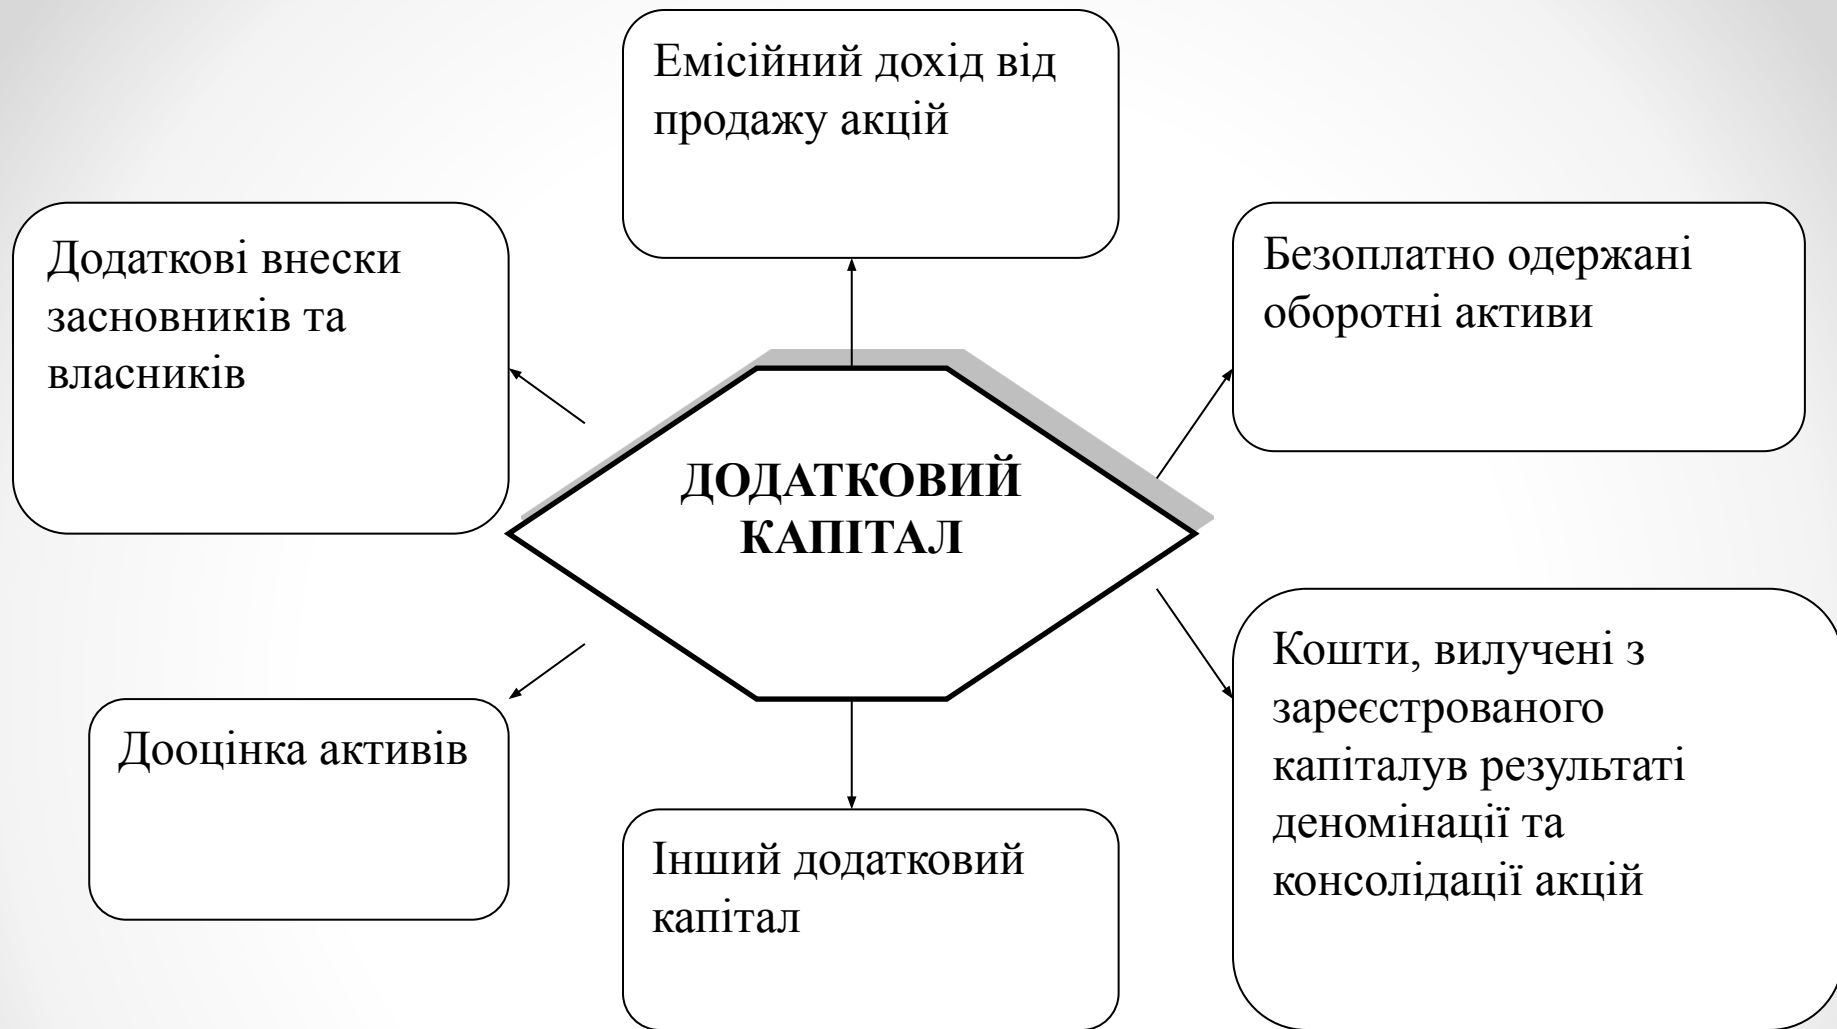 Емісійний дохід від
продажу акцій
Додаткові внески
засновників та
власників
Безоплатно одержані
оборотні активи
ДОДАТКОВИЙ
КАПІТАЛ
Дооцінка активів
Інший додатковий
капітал
Кошти, вилучені з
зареєстрованого
капіталув результаті
деномінації та
консолідації акцій